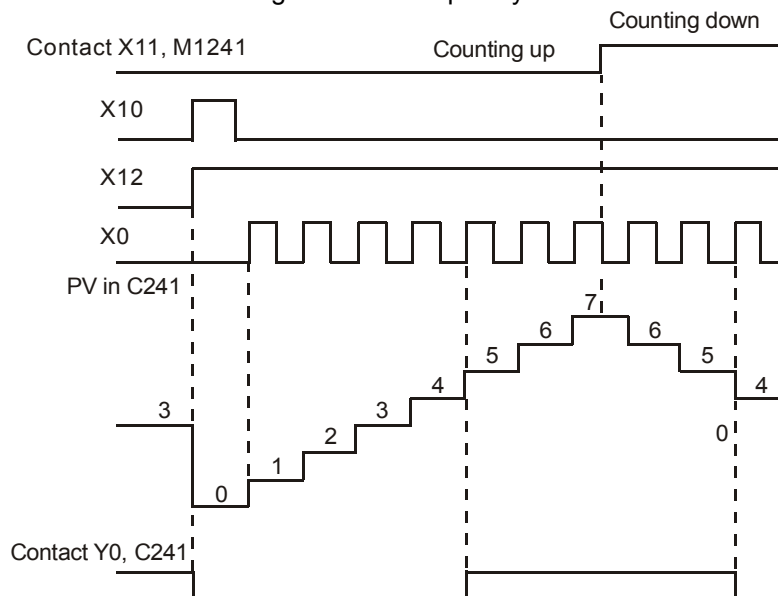 Counting down
Contact X11, M1241
Counting up
X10
X12
X0
PV in C241
7
6
6
5
5
4
4
3
3
2
0
1
0
Contact Y0, C241